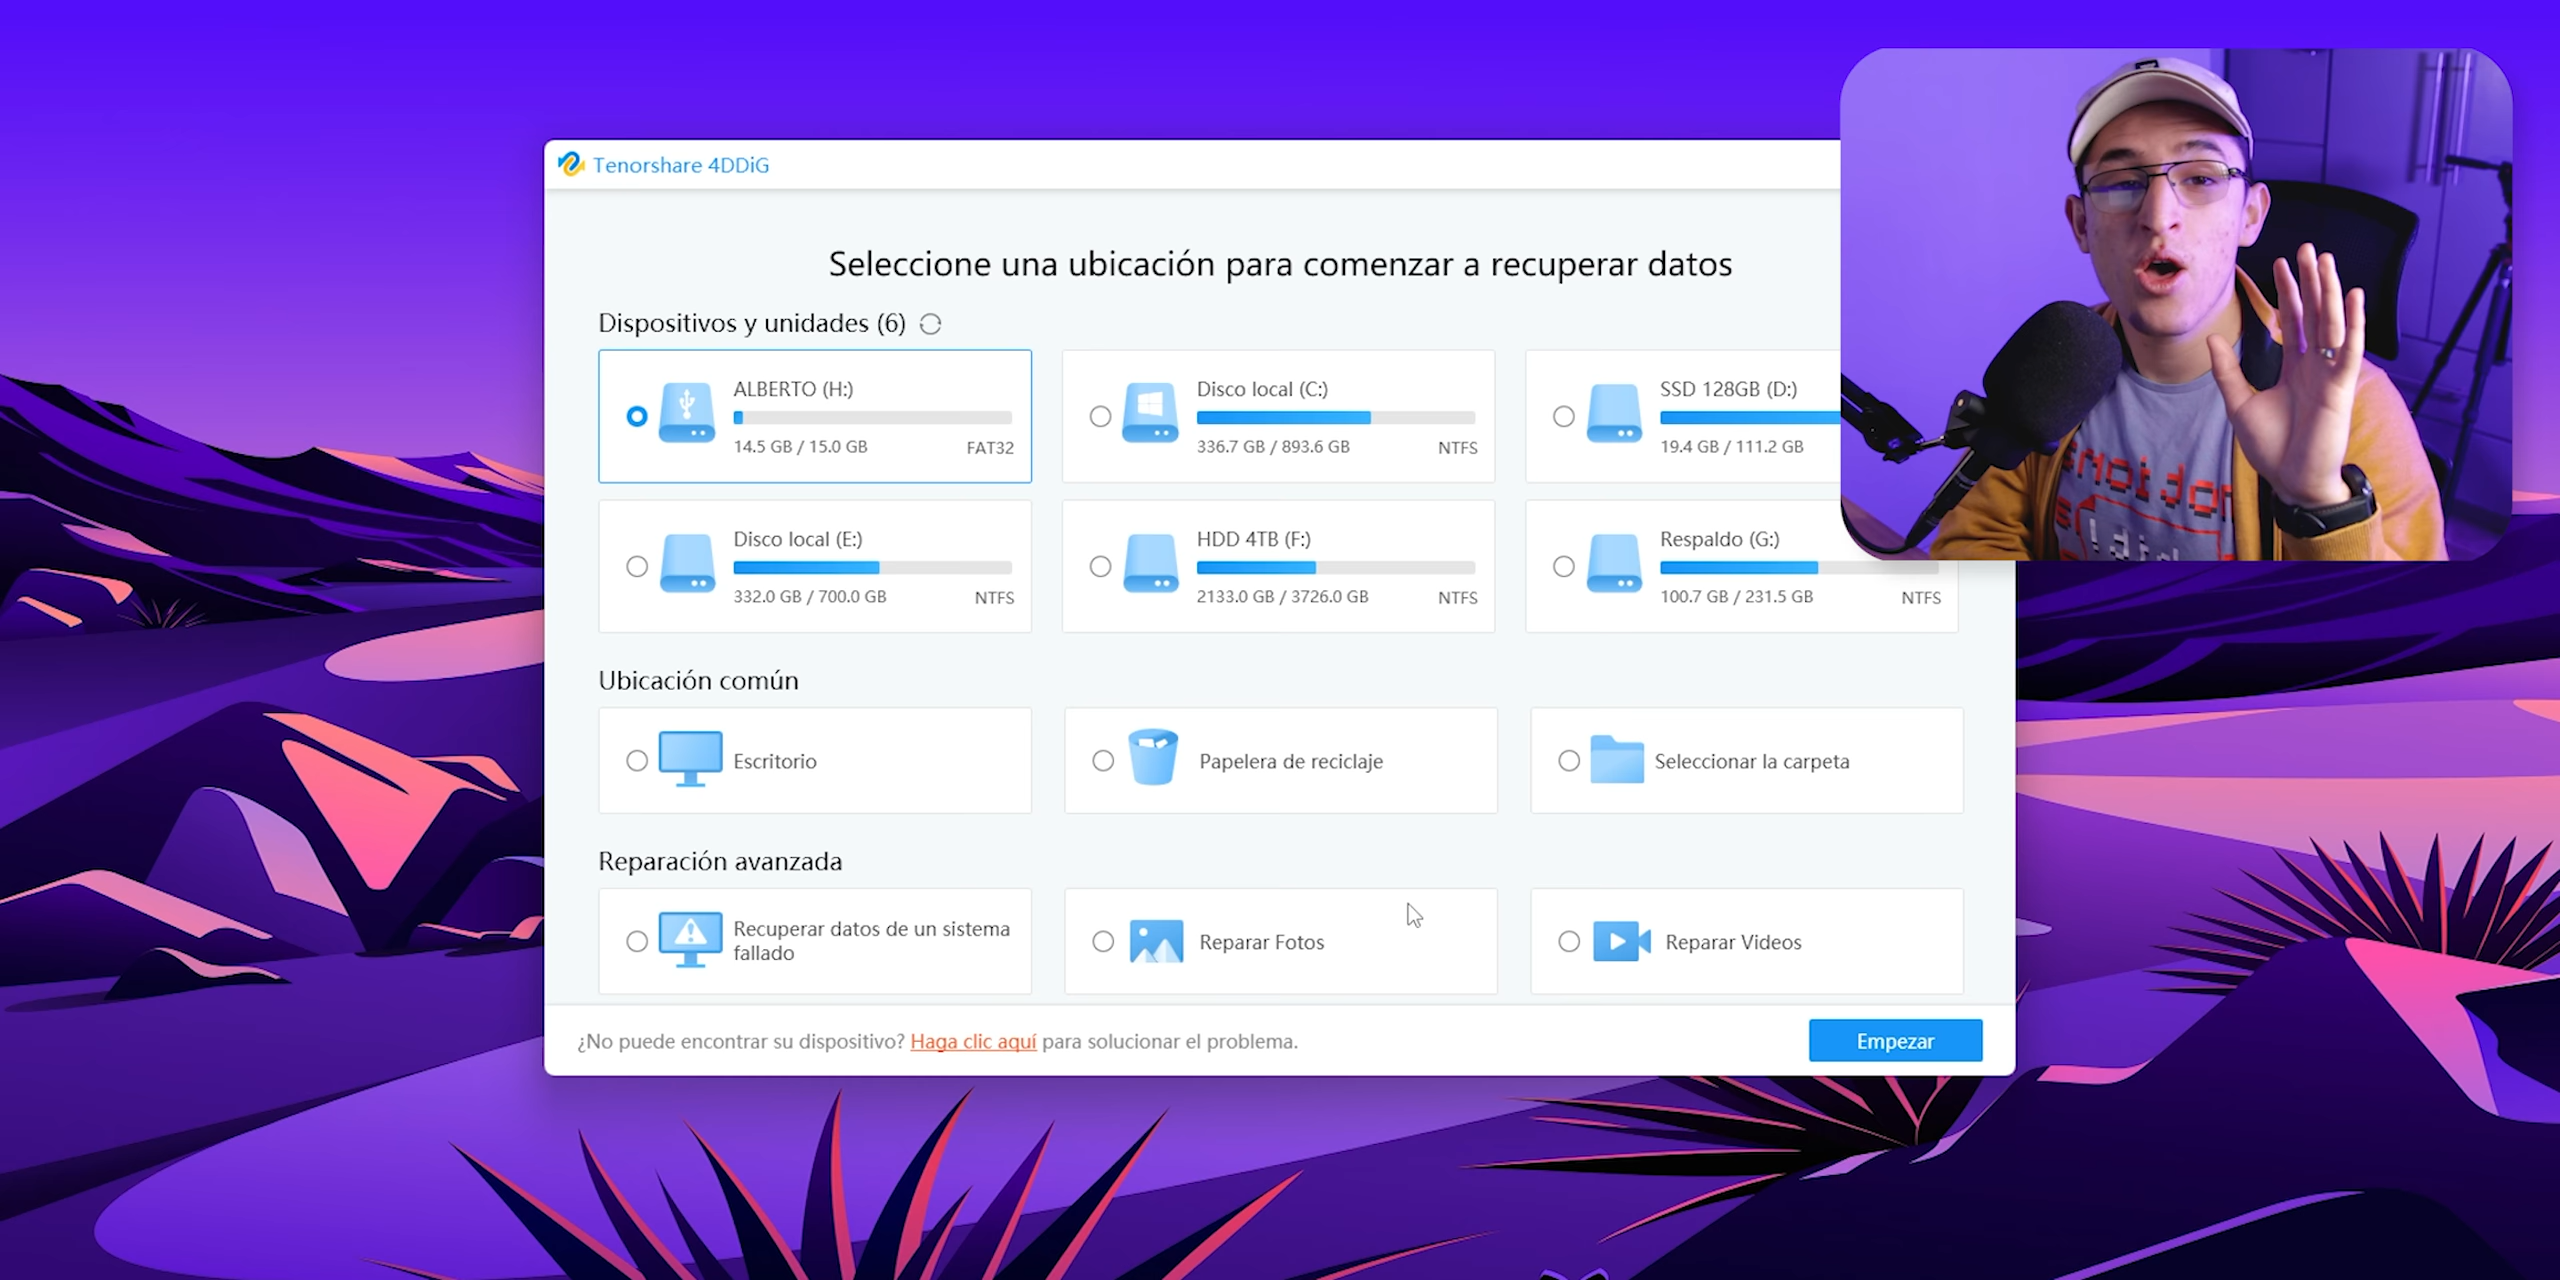 Tenorshare 4DDiG
Seleccione una ubicación para comenzar a recuperar datos
Dispositivos y unidades (6)
ALBERTO (H:)
14.5 GB / 15.0 GB FAT32
Disco local (C:)
336.7 GB / 893.6 GB NTFS
SSD 128GB (D:)
19.4 GB / 111.2 GB
Disco local (E:)
332.0 GB / 700.0 GB NTFS
HDD 4TB (F:)
2133.0 GB / 3726.0 GB NTFS
Respaldo (G:)
100.7 GB / 231.5 GB NTFS
Ubicación común
Escritorio
Papelera de reciclaje
Seleccionar la carpeta
Reparación avanzada
Recuperar datos de un sistema
fallado
Reparar Fotos
Reparar Videos
¿No puede encontrar su dispositivo? Haga clic aquí para solucionar el problema.
Empezar